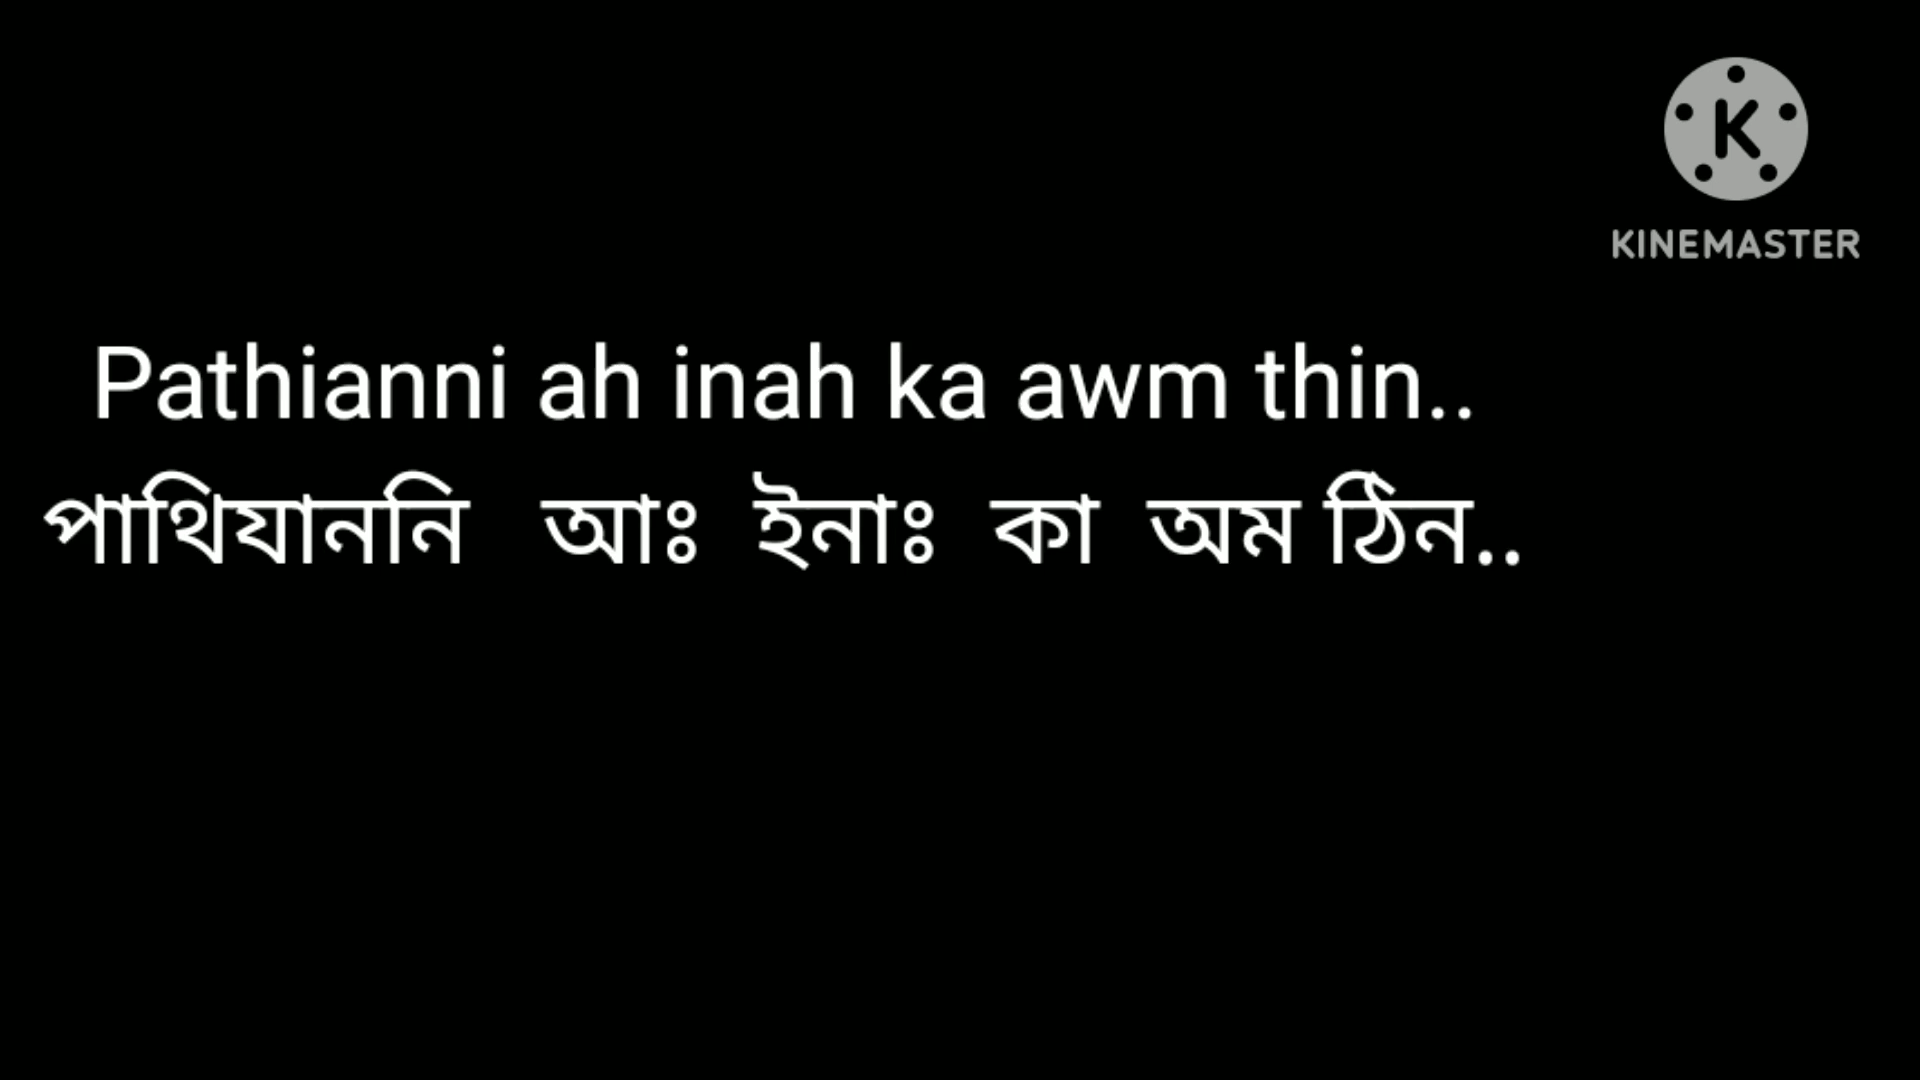 K
KINEMASTER
Pathianni ah inah ka awm thin..
পাথিযাননি আঃ ইনাঃ কা অম ঠিন..